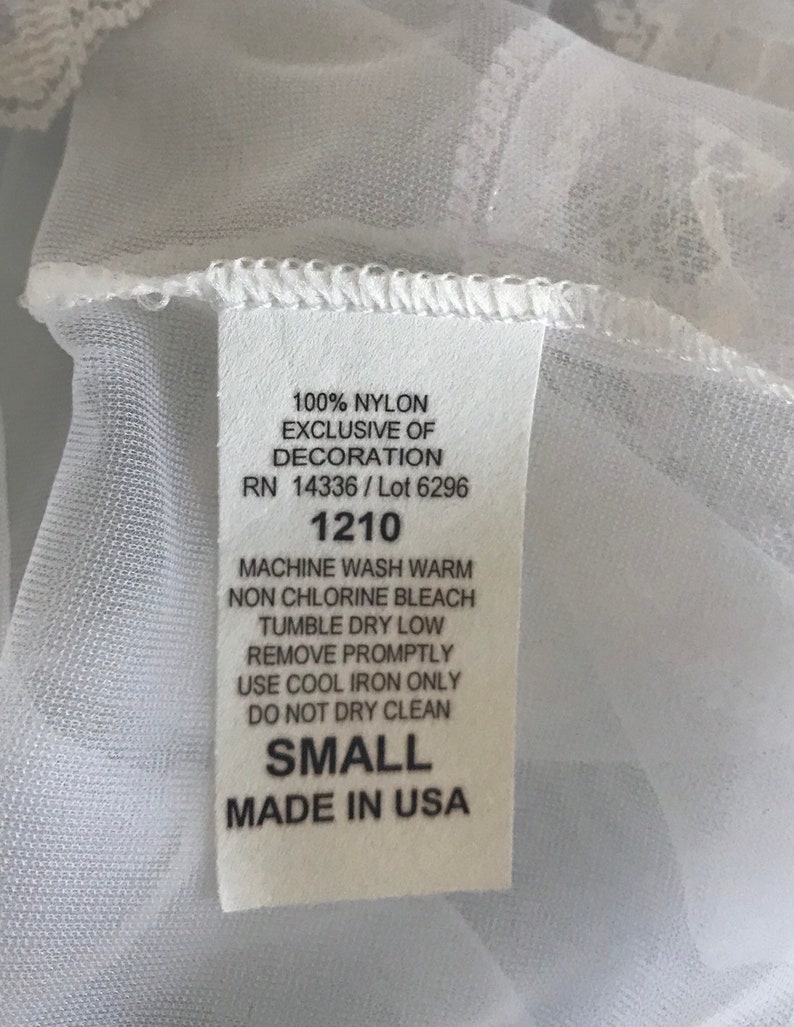 100% NYLON
EXCLUSIVE OF
DECORATION
RN 14336 / Lot 6296
1210
MACHINE WASH WARM
NON CHLORINE BLEACH
TUMBLE DRY LOW
REMOVE PROMPTLY
USE COOL IRON ONLY
DO NOT DRY CLEAN
SMALL
MADE IN USA